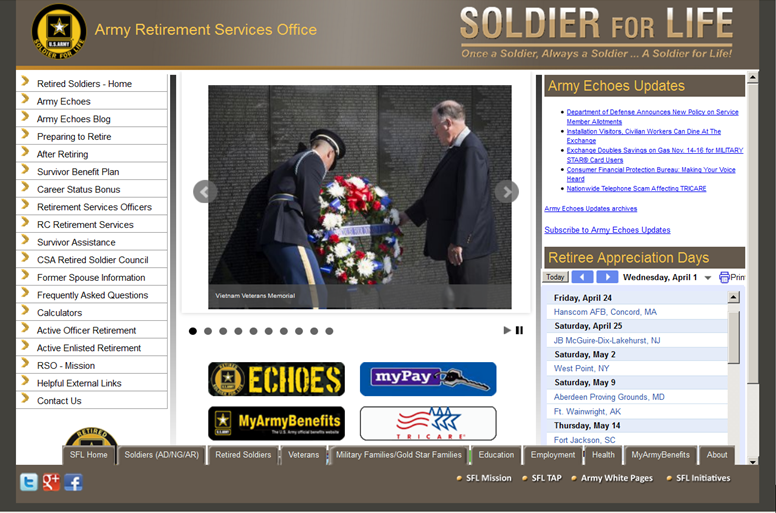 Army Retirement Services Office
SOLDIER FOR LIFE
Once a Soldier, Always a Soldier ... A Soldier for Life!
U.S. ARMY
SOLDIER FOR LIFE
Retired Soldiers - Home
Army Echoes
Army Echoes Blog
Preparing to Retire
After Retiring
Survivor Benefit Plan
Career Status Bonus
Retirement Services Officers
RC Retirement Services
Survivor Assistance
CSA Retired Soldier Council
Former Spouse Information
Frequently Asked Questions
Calculators
Active Officer Retirement
Active Enlisted Retirement
RSO - Mission
Helpful External Links
Contact Us
RETIRED
Vietnam Veterans Memorial
ECHOES
myPay
MyArmyBenefits
The U.S. Army official benefits website
TRICARE
Army Echoes Updates
Department of Defense Announces New Policy on Service
Member Allotments
Installation Visitors, Civilian Workers Can Dine At The
Exchange
Exchange Doubles Savings on Gas Nov. 14-16 for MILITARY
STAR® Card Users
Consumer Financial Protection Bureau: Making Your Voice
Heard
Nationwide Telephone Scam Affecting TRICARE
Army Echoes Updates archives
Subscribe to Army Echoes Updates
Retiree Appreciation Days
Today Wednesday, April 1 Print
Friday, April 24
Hanscom AFB, Concord, MA
Saturday, April 25
JB McGuire-Dix-Lakehurst, NJ
Saturday, May 2
West Point, NY
Saturday, May 9
Aberdeen Proving Grounds, MD
Ft. Wainwright, AK
Thursday, May 14
Fort Jackson, SC
SFL Home Soldiers (AD/NG/AR) Retired Soldiers Veterans Military Families/Gold Star Families Education Employment Health MyArmyBenefits About
SFL Mission SFL TAP Army White Pages SFL Initiatives